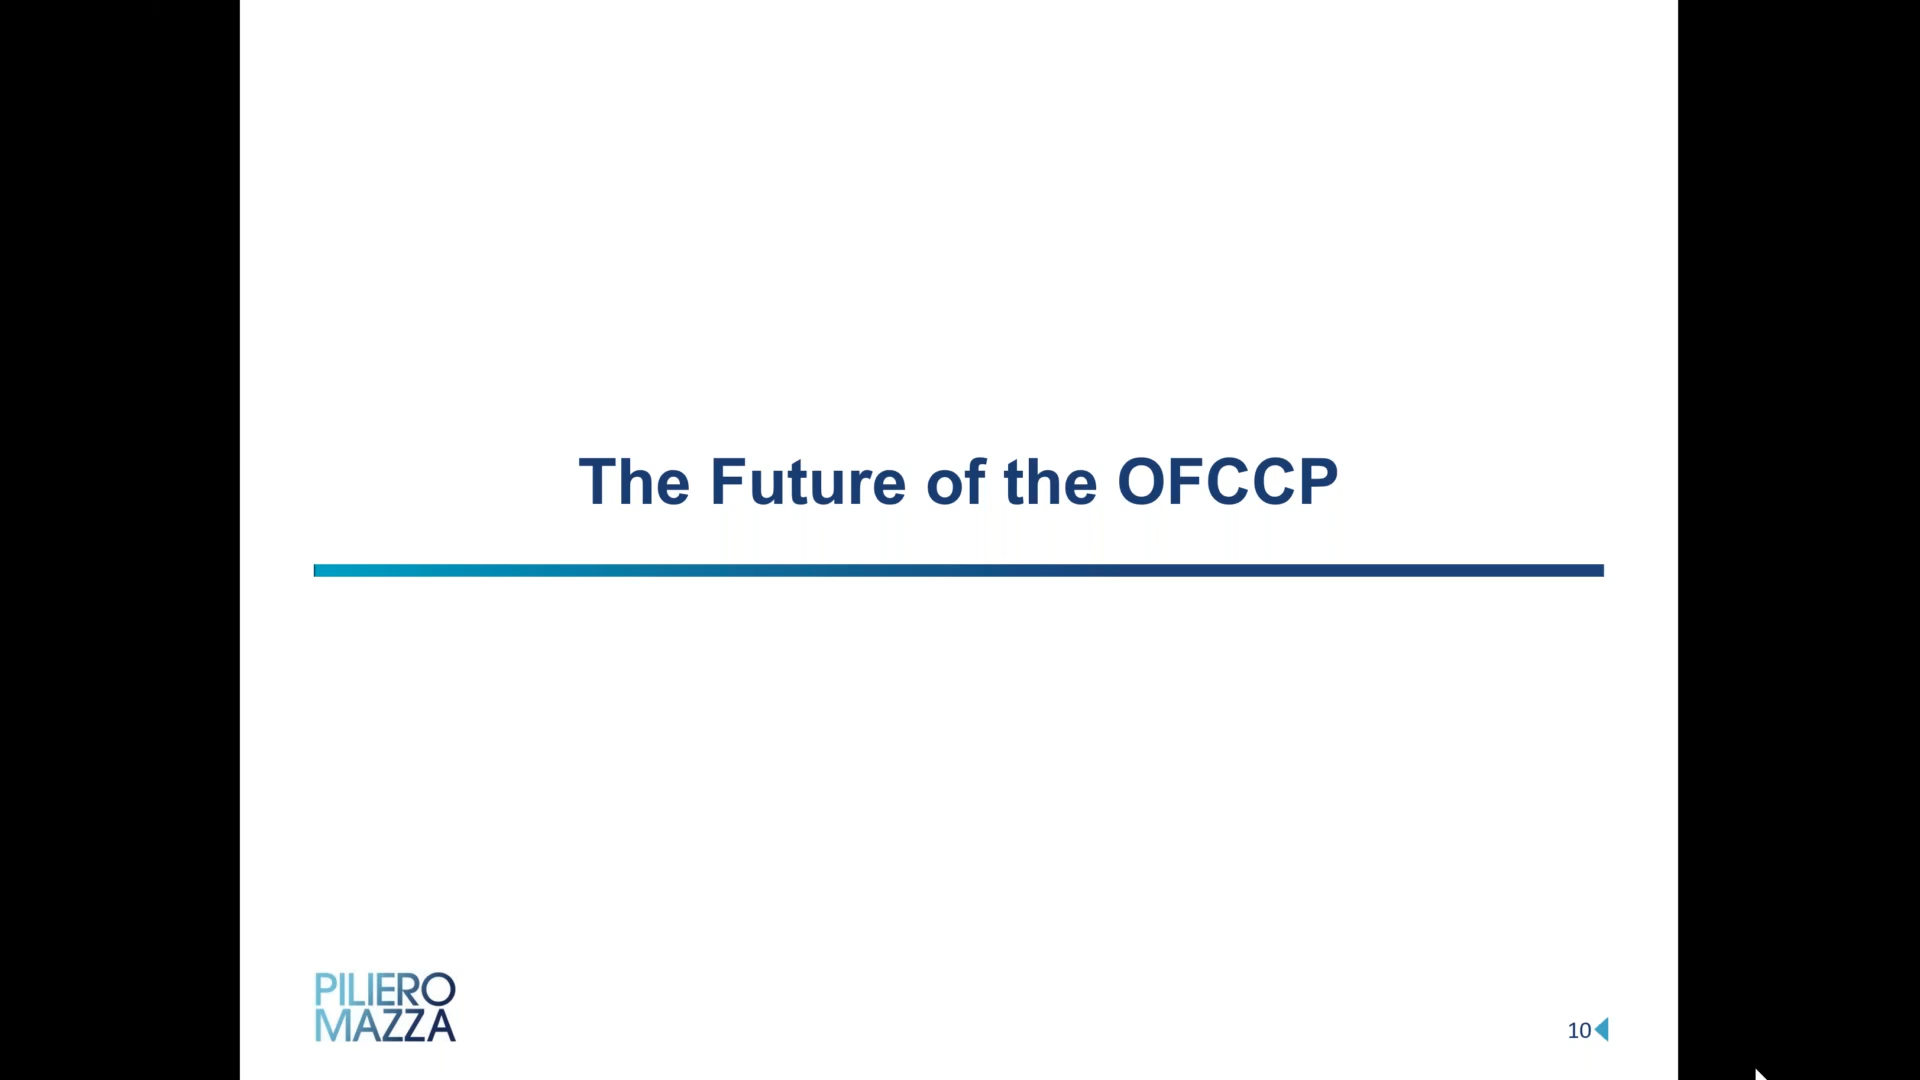 The Future of the OFCCP
PILIERO
MAZZA
10